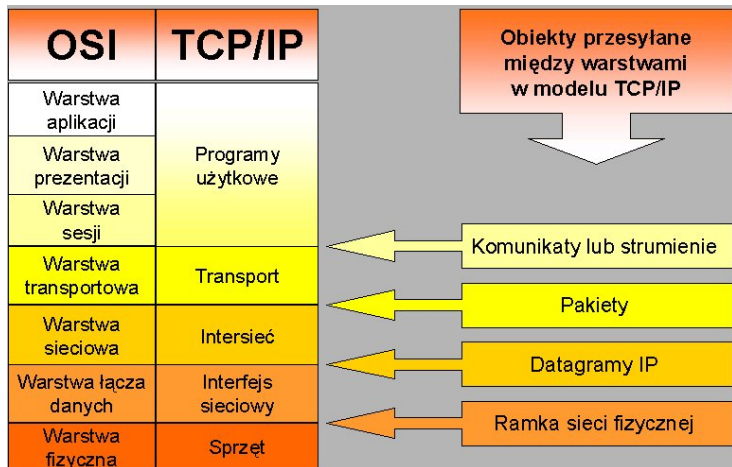 OSI
TCP/IP
Obiekty przesyłane
między warstwami
w modelu TCP/IP
Warstwa
aplikacji
Warstwa
prezentacji
Warstwa
sesji
Programy
użytkowe
Komunikaty lub strumienie
Warstwa
transportowa
Transport
Pakiety
Warstwa
sieciowa
Intersieć
Datagramy IP
Warstwa łącza
danych
Interfejs
sieciowy
Ramka sieci fizycznej
Warstwa
fizyczna
Sprzęt